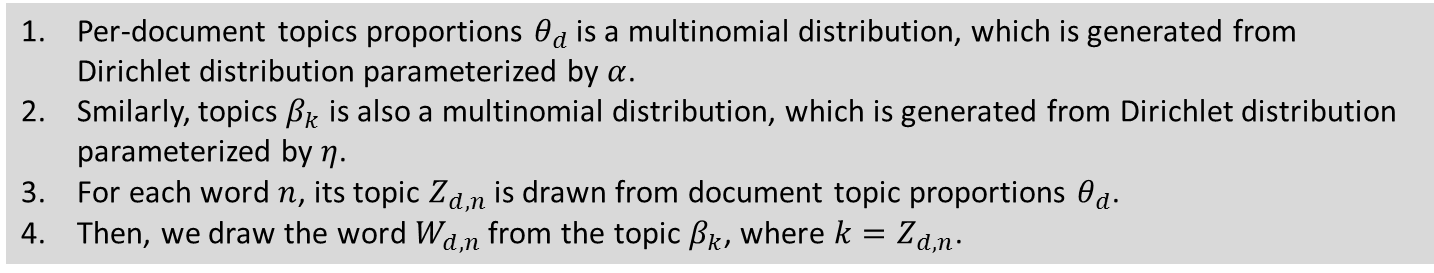 1. Per-document topics proportions θ_d is a multinomial distribution, which is generated from
Dirichlet distribution parameterized by α.
2. Smilarly, topics β_k is also a multinomial distribution, which is generated from Dirichlet distribution
parameterized by η.
3. For each word n, its topic Z_{d,n} is drawn from document topic proportions θ_d.
4. Then, we draw the word W_{d,n} from the topic β_k, where k = Z_{d,n}.